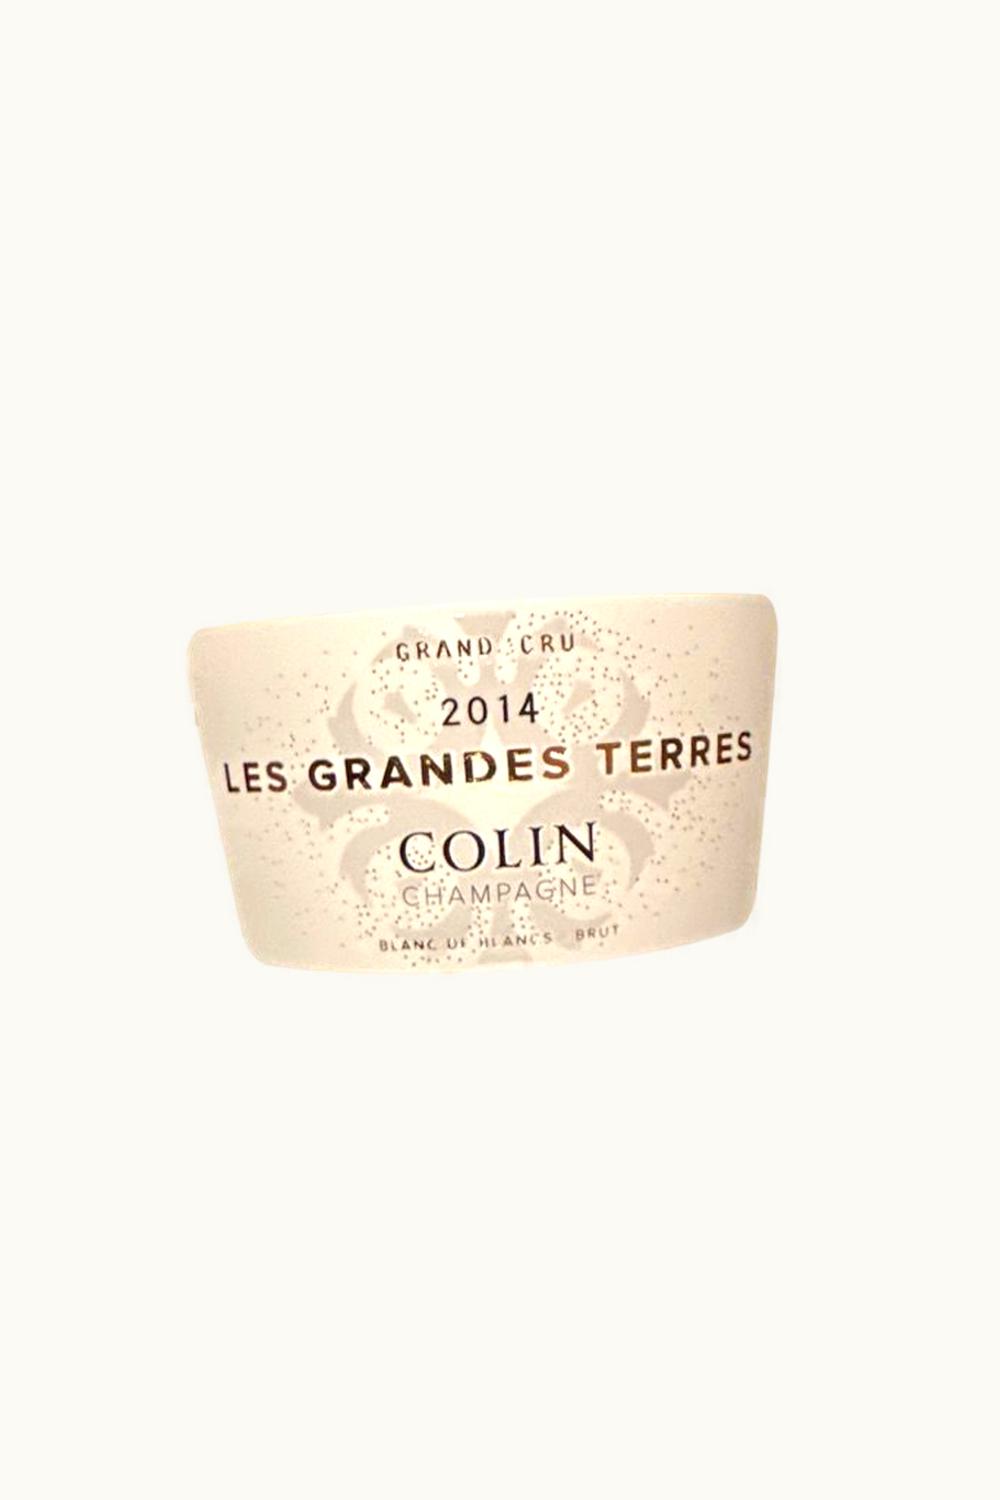 GRAND CRU
2014
LES GRANDES TERRES
COLIN
CHAMPAGNE
BLANC DE BLANCS BRUT